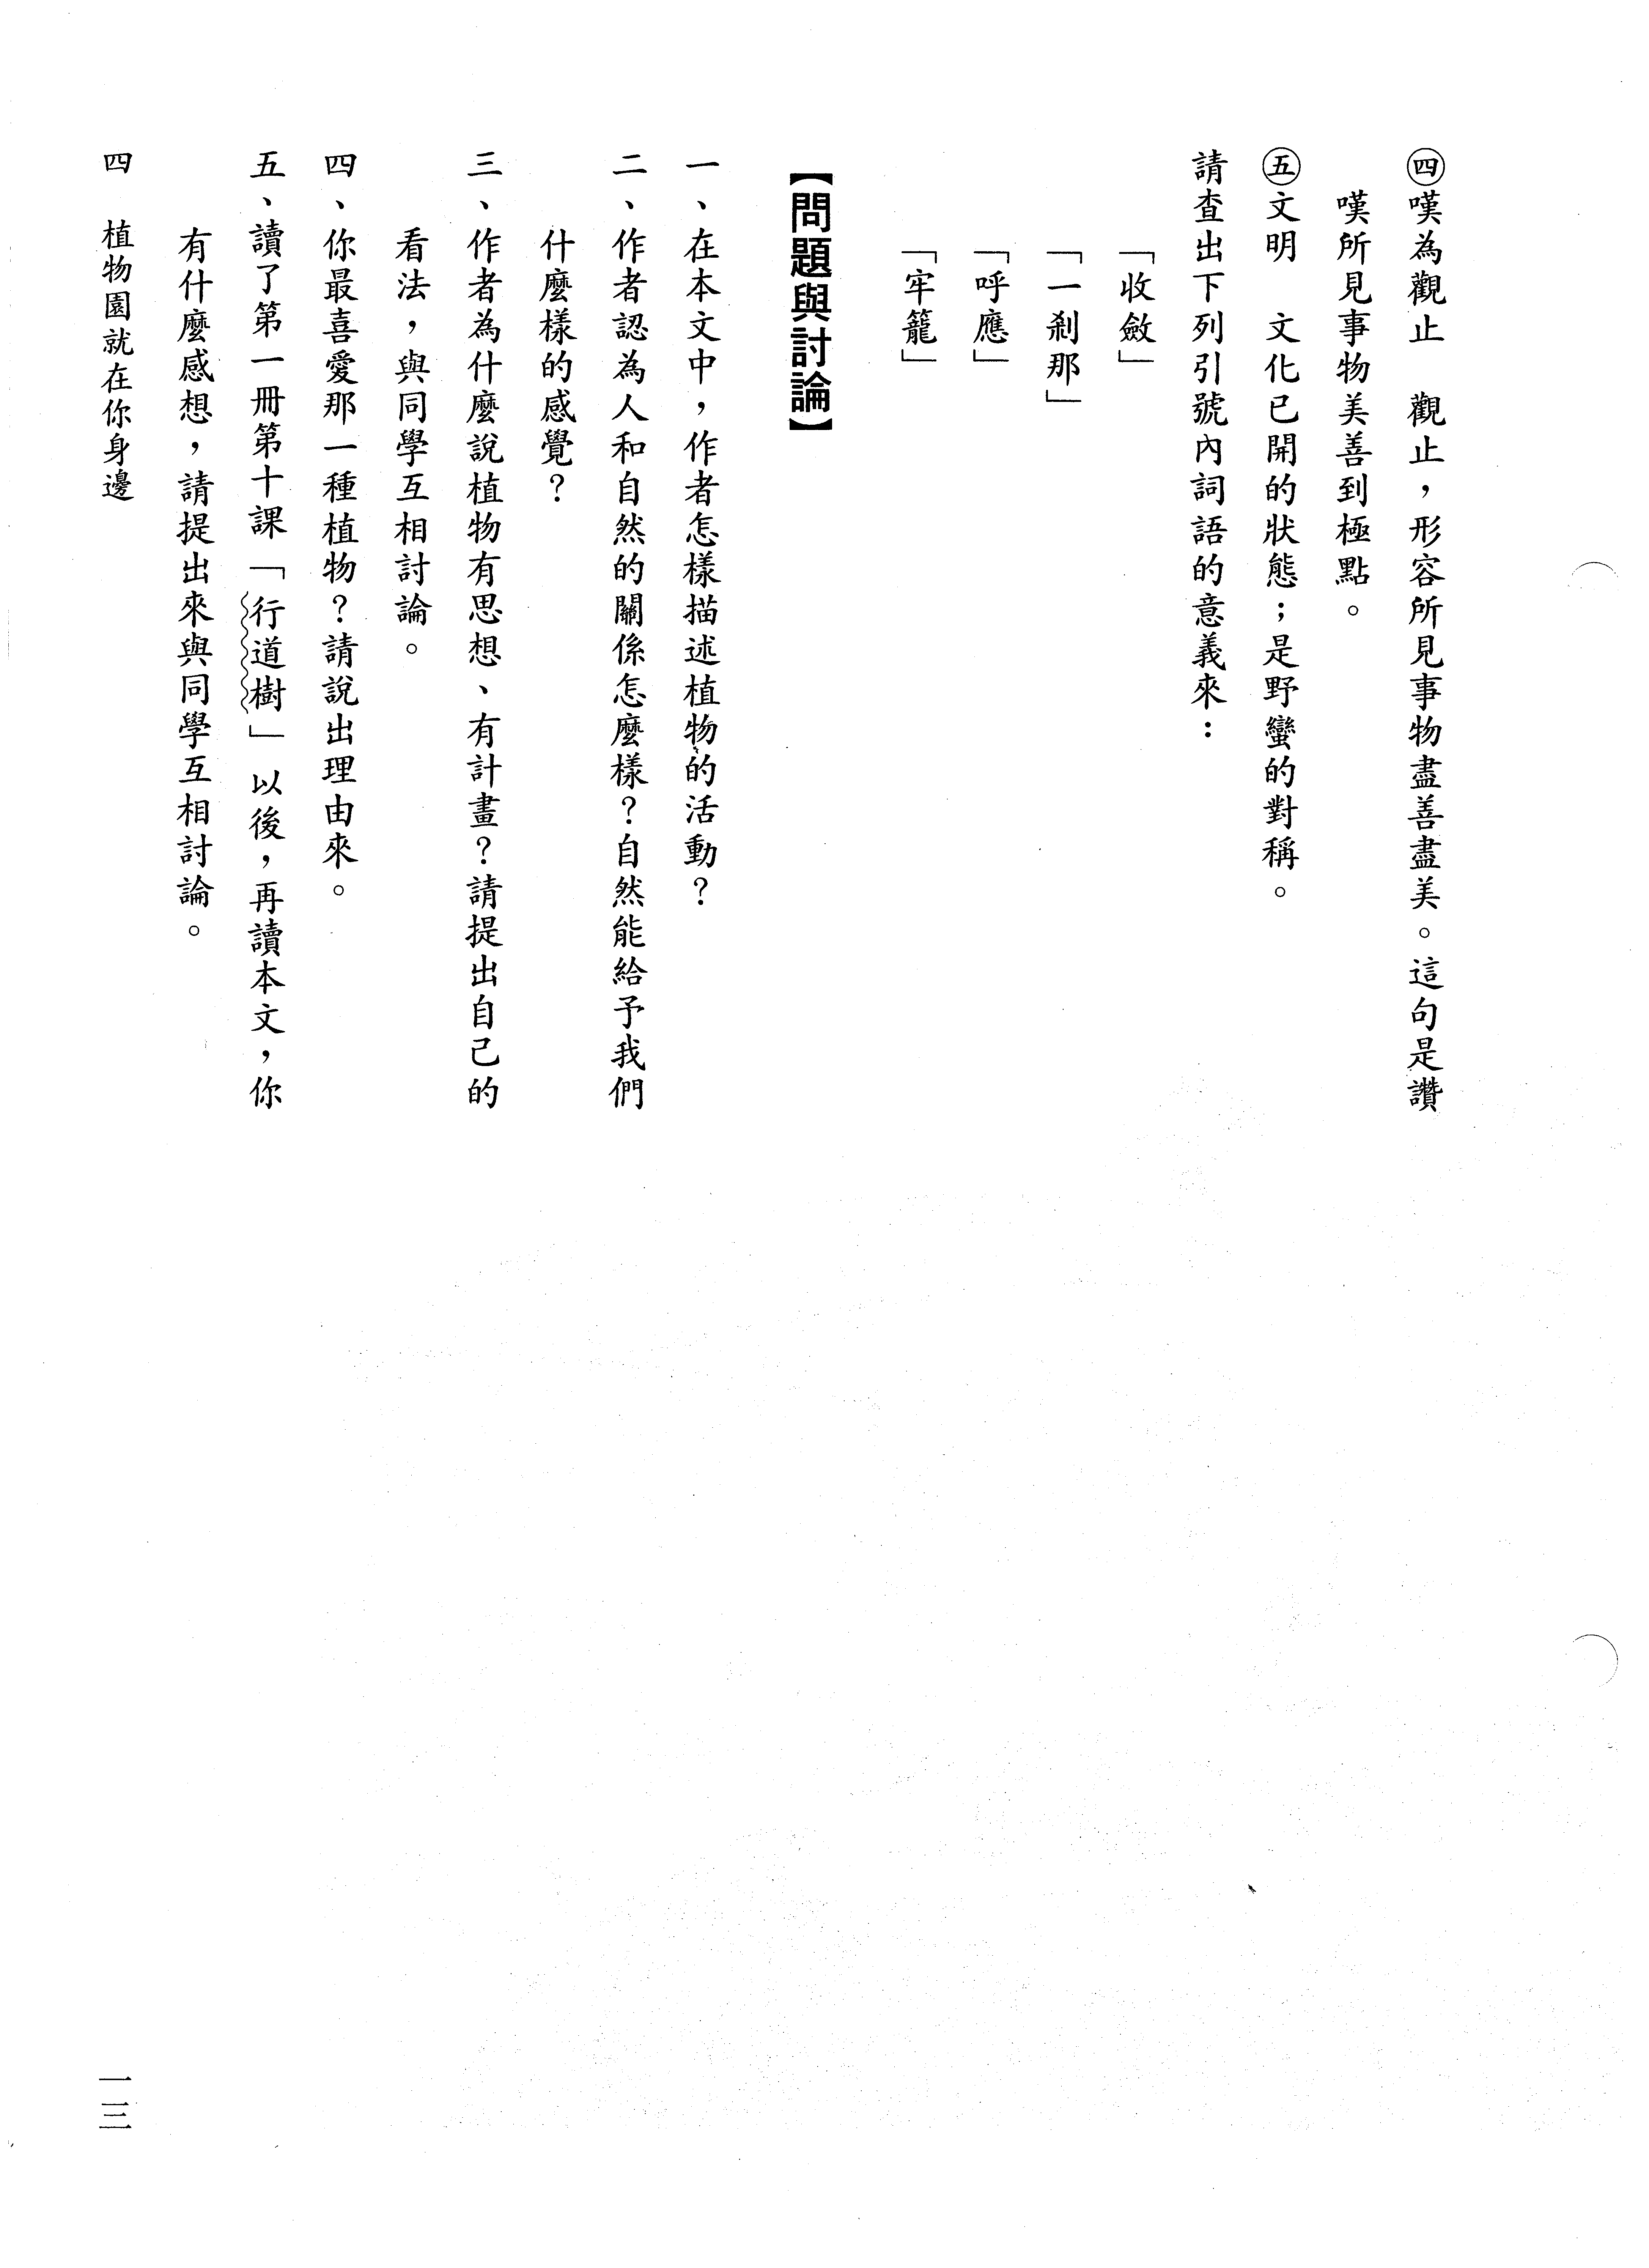 ㊃嘆為觀止　觀止，形容所見事物盡善盡美。這句是讚
嘆所見事物美善到極點。
㊄文明　文化已開的狀態；是野蠻的對稱。
請查出下列引號內詞語的意義來：
「收斂」
「一剎那」
「呼應」
「牢籠」
【問題與討論】
一、在本文中，作者怎樣描述植物的活動？
二、作者認為人和自然的關係怎麼樣？自然能給予我們
什麼樣的感覺？
三、作者為什麼說植物有思想、有計畫？請提出自己的
看法，與同學互相討論。
四、你最喜愛那一種植物？請說出理由來。
五、讀了第一冊第十課「行道樹」以後，再讀本文，你
有什麼感想，請提出來與同學互相討論。
四　植物園就在你身邊
一三